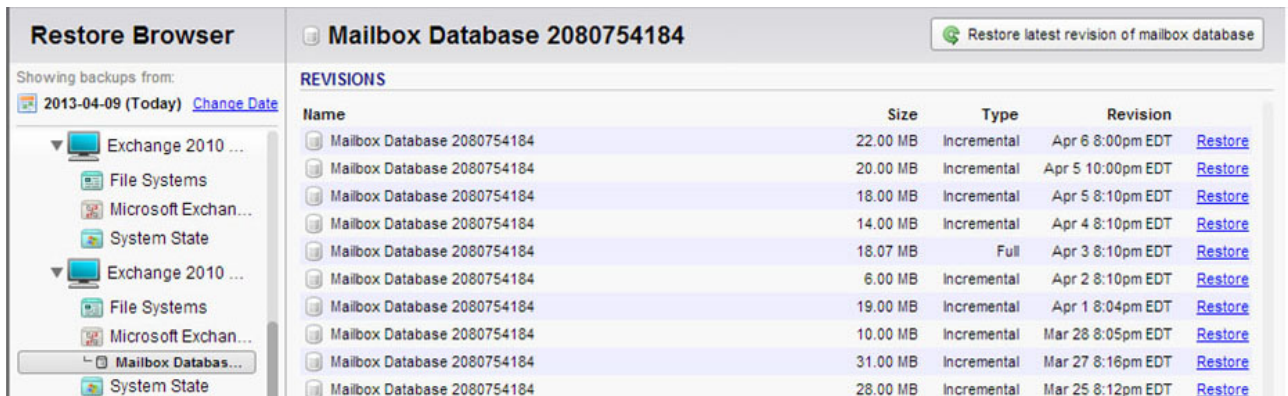 Restore Browser
Showing backups from:
2013-04-09 (Today) Change Date
Exchange 2010 ...
File Systems
Microsoft Exchan...
System State
Exchange 2010 ...
File Systems
Microsoft Exchan...
Mailbox Databas...
System State
Mailbox Database 2080754184
Restore latest revision of mailbox database
REVISIONS
Name Size Type Revision
Mailbox Database 2080754184 22.00 MB Incremental Apr 6 8:00pm EDT Restore
Mailbox Database 2080754184 20.00 MB Incremental Apr 5 10:00pm EDT Restore
Mailbox Database 2080754184 18.00 MB Incremental Apr 5 8:10pm EDT Restore
Mailbox Database 2080754184 14.00 MB Incremental Apr 4 8:10pm EDT Restore
Mailbox Database 2080754184 18.07 MB Full Apr 3 8:10pm EDT Restore
Mailbox Database 2080754184 6.00 MB Incremental Apr 2 8:10pm EDT Restore
Mailbox Database 2080754184 19.00 MB Incremental Apr 1 8:04pm EDT Restore
Mailbox Database 2080754184 10.00 MB Incremental Mar 28 8:05pm EDT Restore
Mailbox Database 2080754184 31.00 MB Incremental Mar 27 8:16pm EDT Restore
Mailbox Database 2080754184 28.00 MB Incremental Mar 25 8:12pm EDT Restore